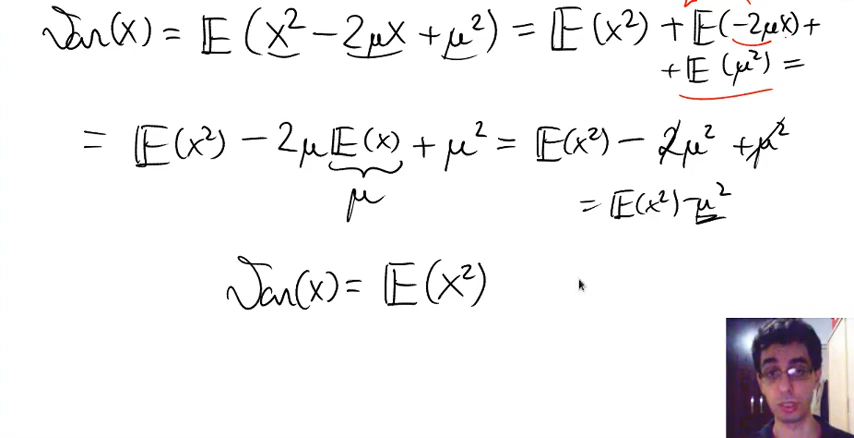 Var(x) = 𝔼(x² − 2μx + μ²) = 𝔼(x²) + 𝔼(−2μx) +
+ 𝔼(μ²) =
= 𝔼(x²) − 2μ𝔼(x) + μ² = 𝔼(x²) − 2μ² + μ²
μ
= 𝔼(x²) − μ²
Var(x) = 𝔼(x²)